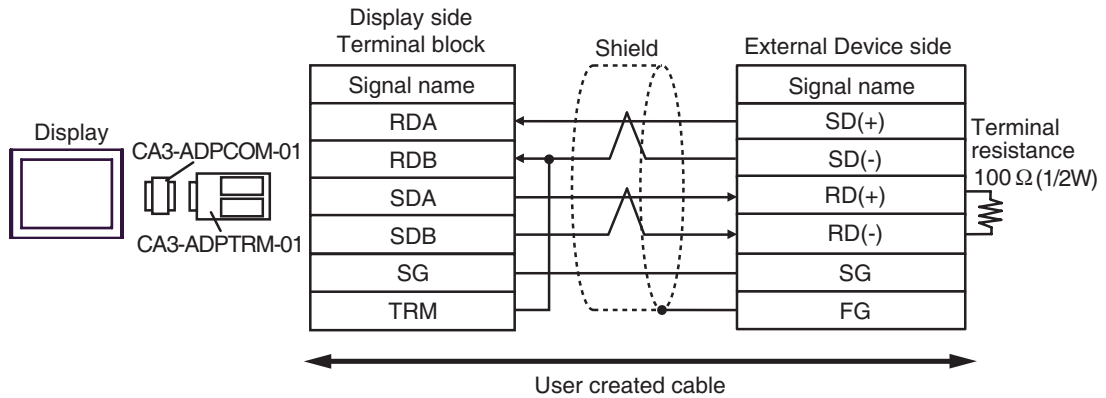 Display side
Terminal block
Shield
External Device side
Signal name
Signal name
RDA
SD(+)
Terminal
resistance
100 Ω (1/2W)
Display
CA3-ADPCOM-01
RDB
SD(-)
SDA
RD(+)
CA3-ADPTRM-01
SDB
RD(-)
SG
SG
TRM
FG
User created cable